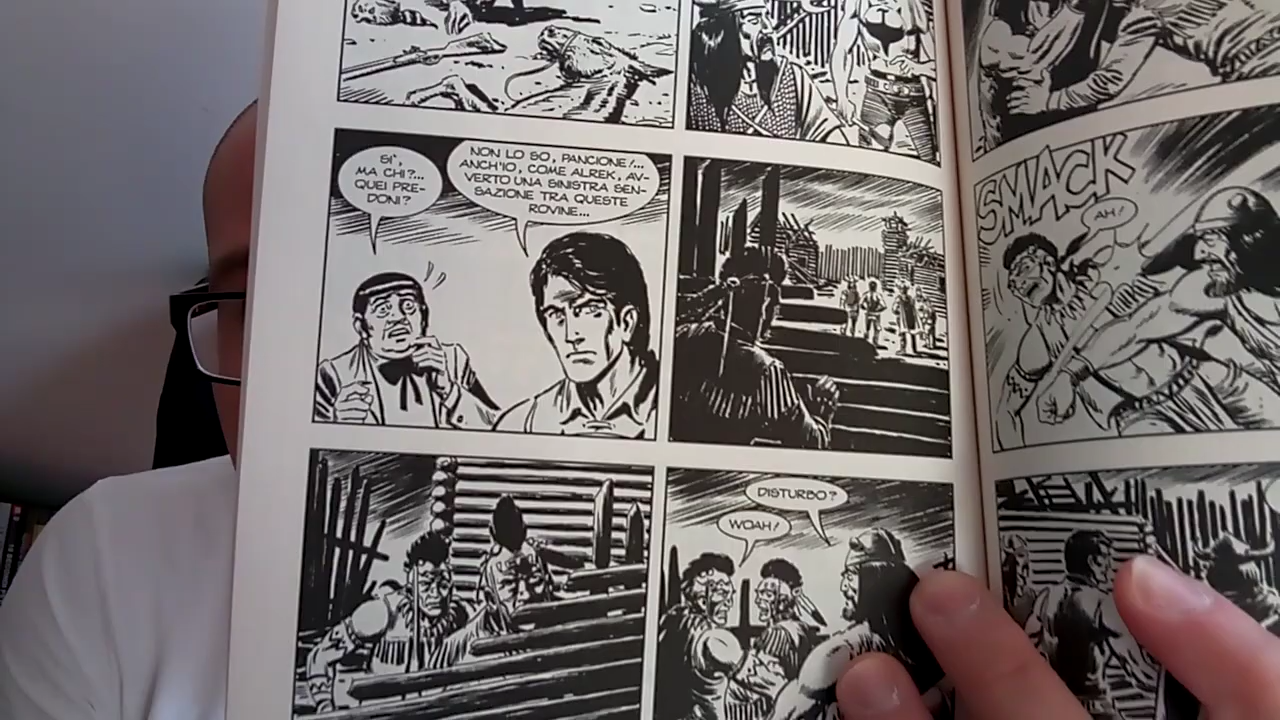 SI',
MA CHI?...
QUEI PRE-
DONI?
NON LO SO, PANCIONE!...
ANCH'IO, COME ALREK, AV-
VERTO UNA SINISTRA SEN-
SAZIONE TRA QUESTE
ROVINE...
DISTURBO?
WOAH!
SMACK
AH!